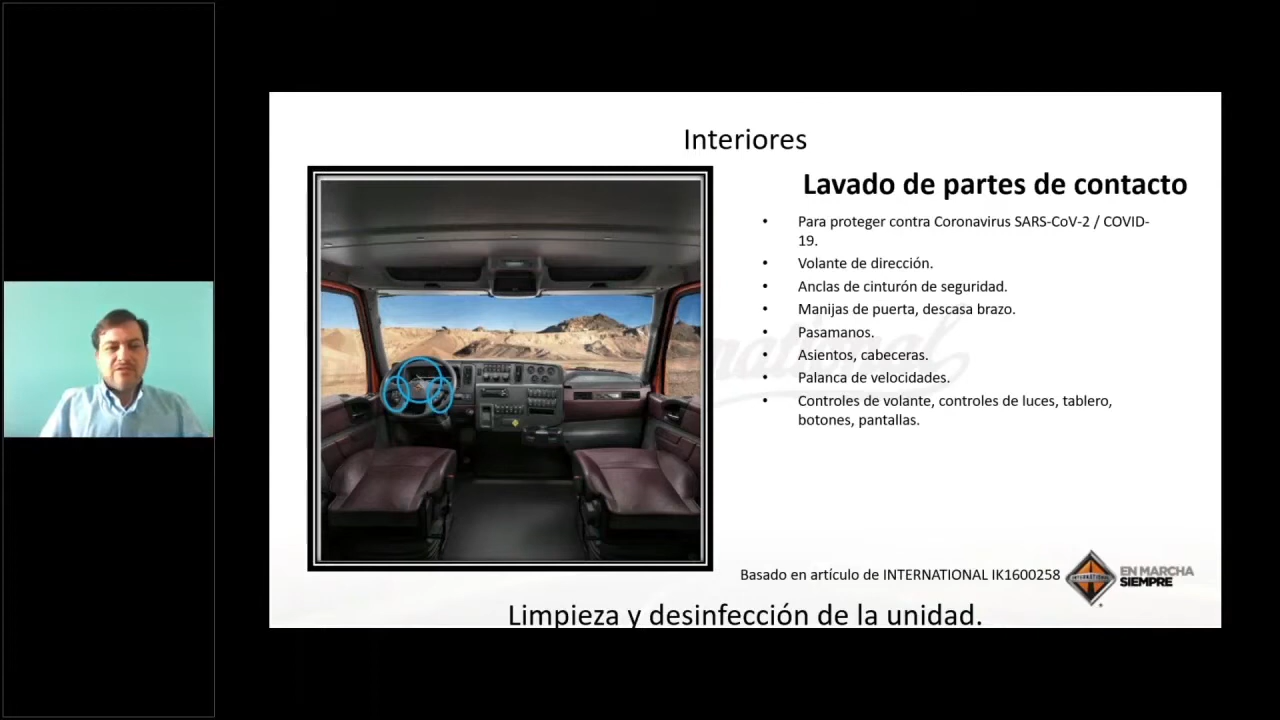 Interiores
Lavado de partes de contacto
• Para proteger contra Coronavirus SARS-CoV-2 / COVID-
19.
• Volante de dirección.
• Anclas de cinturón de seguridad.
• Manijas de puerta, descasa brazo.
• Pasamanos.
• Asientos, cabeceras.
• Palanca de velocidades.
• Controles de volante, controles de luces, tablero,
botones, pantallas.
Basado en artículo de INTERNATIONAL IK1600258
INTERNATIONAL
EN MARCHA
SIEMPRE
Limpieza y desinfección de la unidad.